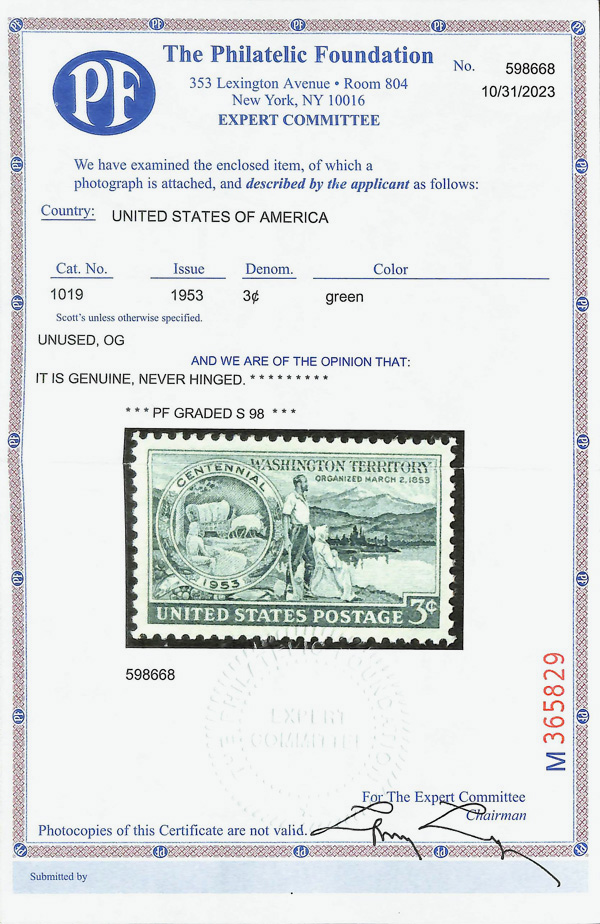 PF
The Philatelic Foundation
353 Lexington Avenue • Room 804
New York, NY 10016
EXPERT COMMITTEE
No. 598668
10/31/2023
We have examined the enclosed item, of which a
photograph is attached, and described by the applicant as follows:
Country: UNITED STATES OF AMERICA
Cat. No. Issue Denom. Color
1019 1953 3¢ green
Scott's unless otherwise specified.
UNUSED, OG
AND WE ARE OF THE OPINION THAT:
IT IS GENUINE, NEVER HINGED. * * * * * * * * *
* * * PF GRADED S 98 * * *
WASHINGTON TERRITORY
ORGANIZED MARCH 2, 1853
CENTENNIAL
1953
UNITED STATES POSTAGE 3¢
598668
THE PHILATELIC FOUNDATION
EXPERT
COMMITTEE
M 365829
For The Expert Committee
Chairman
Photocopies of this Certificate are not valid.
Submitted by